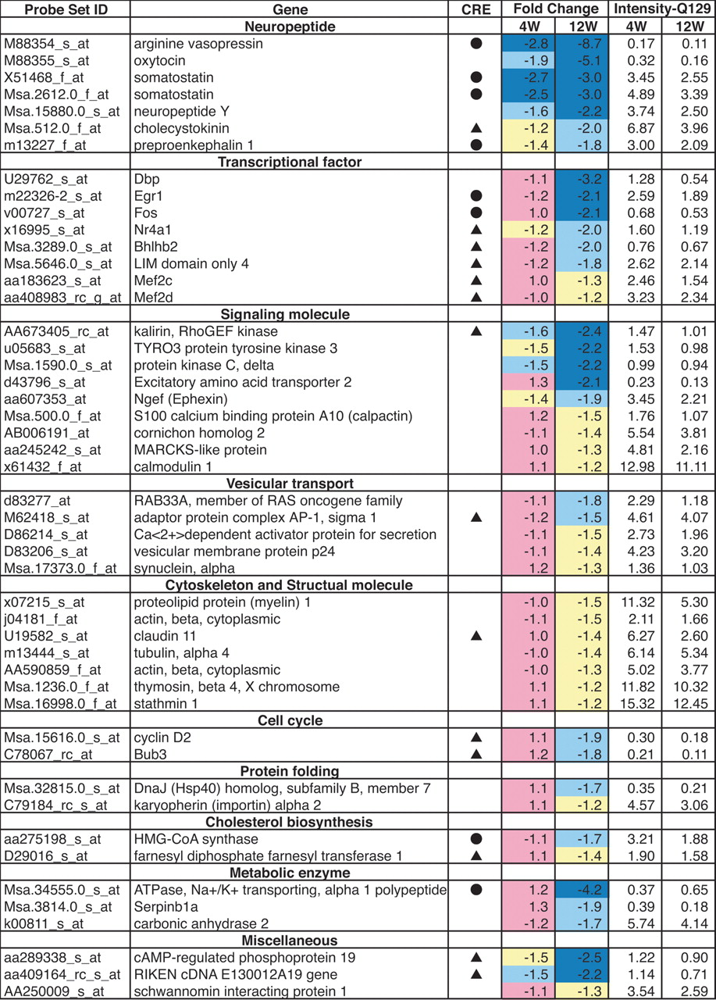 Probe Set ID Gene CRE Fold Change Intensity-Q129
Neuropeptide 4W 12W 4W 12W
M88354_s_at arginine vasopressin ● -2.8 -8.7 0.17 0.11
M88355_s_at oxytocin -1.9 -5.1 0.32 0.16
X51468_f_at somatostatin ● -2.7 -3.0 3.45 2.55
Msa.2612.0_f_at somatostatin ● -2.5 -3.0 4.89 3.39
Msa.15880.0_s_at neuropeptide Y -1.6 -2.2 3.74 2.50
Msa.512.0_f_at cholecystokinin ▲ -1.2 -2.0 6.87 3.96
m13227_f_at preproenkephalin 1 ● -1.4 -1.8 3.00 2.09
Transcriptional factor
U29762_s_at Dbp -1.1 -3.2 1.28 0.54
m22326-2_s_at Egr1 ● -1.2 -2.1 2.59 1.89
v00727_s_at Fos ● 1.0 -2.1 0.68 0.53
x16995_s_at Nr4a1 ▲ -1.2 -2.0 1.60 1.19
Msa.3289.0_s_at Bhlhb2 ▲ -1.2 -2.0 0.76 0.67
Msa.5646.0_s_at LIM domain only 4 ▲ -1.2 -1.8 2.62 2.14
aa183623_s_at Mef2c ▲ 1.0 -1.3 2.46 1.54
aa408983_rc_g_at Mef2d ▲ -1.0 -1.2 3.23 2.34
Signaling molecule
AA673405_rc_at kalirin, RhoGEF kinase ▲ -1.6 -2.4 1.47 1.01
u05683_s_at TYRO3 protein tyrosine kinase 3 -1.5 -2.2 1.53 0.98
Msa.1590.0_s_at protein kinase C, delta -1.5 -2.2 0.99 0.94
d43796_s_at Excitatory amino acid transporter 2 1.3 -2.1 0.23 0.13
aa607353_at Ngef (Ephexin) -1.4 -1.9 3.45 2.21
Msa.500.0_f_at S100 calcium binding protein A10 (calpactin) 1.2 -1.5 1.76 1.07
AB006191_at cornichon homolog 2 -1.1 -1.4 5.54 3.81
aa245242_s_at MARCKS-like protein 1.0 -1.3 4.81 2.16
x61432_f_at calmodulin 1 1.1 -1.2 12.98 11.11
Vesicular transport
d83277_at RAB33A, member of RAS oncogene family -1.1 -1.8 2.29 1.18
M62418_s_at adaptor protein complex AP-1, sigma 1 ▲ -1.2 -1.5 4.61 4.07
D86214_s_at Ca<2+>dependent activator protein for secretion -1.1 -1.5 2.73 1.96
D83206_s_at vesicular membrane protein p24 -1.1 -1.4 4.23 3.20
Msa.17373.0_f_at synuclein, alpha 1.2 -1.3 1.36 1.03
Cytoskeleton and Structual molecule
x07215_s_at proteolipid protein (myelin) 1 -1.0 -1.5 11.32 5.30
j04181_f_at actin, beta, cytoplasmic -1.1 -1.5 2.11 1.66
U19582_s_at claudin 11 ▲ 1.0 -1.4 6.27 2.60
m13444_s_at tubulin, alpha 4 -1.0 -1.4 6.14 5.34
AA590859_f_at actin, beta, cytoplasmic -1.0 -1.3 5.02 3.77
Msa.1236.0_f_at thymosin, beta 4, X chromosome 1.1 -1.2 11.82 10.32
Msa.16998.0_f_at stathmin 1 1.1 -1.2 15.32 12.45
Cell cycle
Msa.15616.0_s_at cyclin D2 ▲ 1.1 -1.9 0.30 0.18
C78067_rc_at Bub3 ▲ 1.2 -1.8 0.21 0.11
Protein folding
Msa.32815.0_s_at DnaJ (Hsp40) homolog, subfamily B, member 7 1.1 -1.7 0.35 0.21
C79184_rc_s_at karyopherin (importin) alpha 2 1.1 -1.2 4.57 3.06
Cholesterol biosynthesis
aa275198_s_at HMG-CoA synthase ● -1.1 -1.7 3.21 1.88
D29016_s_at farnesyl diphosphate farnesyl transferase 1 ▲ 1.1 -1.4 1.90 1.58
Metabolic enzyme
Msa.34555.0_s_at ATPase, Na+/K+ transporting, alpha 1 polypeptide ● 1.2 -4.2 0.37 0.65
Msa.3814.0_s_at Serpinb1a 1.3 -1.9 0.39 0.18
k00811_s_at carbonic anhydrase 2 -1.2 -1.7 5.74 4.14
Miscellaneous
aa289338_s_at cAMP-regulated phosphoprotein 19 ▲ -1.5 -2.5 1.22 0.90
aa409164_rc_s_at RIKEN cDNA E130012A19 gene ▲ -1.5 -2.2 1.14 0.71
AA250009_s_at schwannomin interacting protein 1 -1.1 -1.3 3.54 2.59